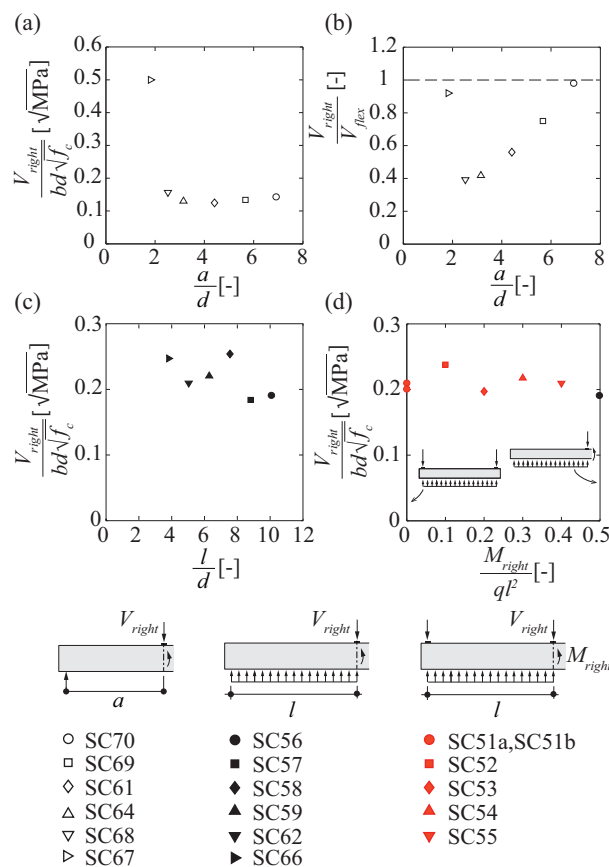 (a)
V_right / bd√f_c [√MPa]
0.5
0.4
0.3
0.2
0.1
0
0 2 4 6 8
a/d [-]
(b)
V_right / V_flex [-]
1.2
1
0.8
0.6
0.4
0.2
0
0 2 4 6 8
a/d [-]
(c)
V_right / bd√f_c [√MPa]
0.3
0.2
0.1
0
0 2 4 6 8 10 12
l/d [-]
(d)
V_right / bd√f_c [√MPa]
0.3
0.2
0.1
0
0 0.1 0.2 0.3 0.4 0.5
M_right / ql² [-]
V_right
a
V_right
l
V_right
M_right
l
SC70
SC69
SC61
SC64
SC68
SC67
SC56
SC57
SC58
SC59
SC62
SC66
SC51a,SC51b
SC52
SC53
SC54
SC55